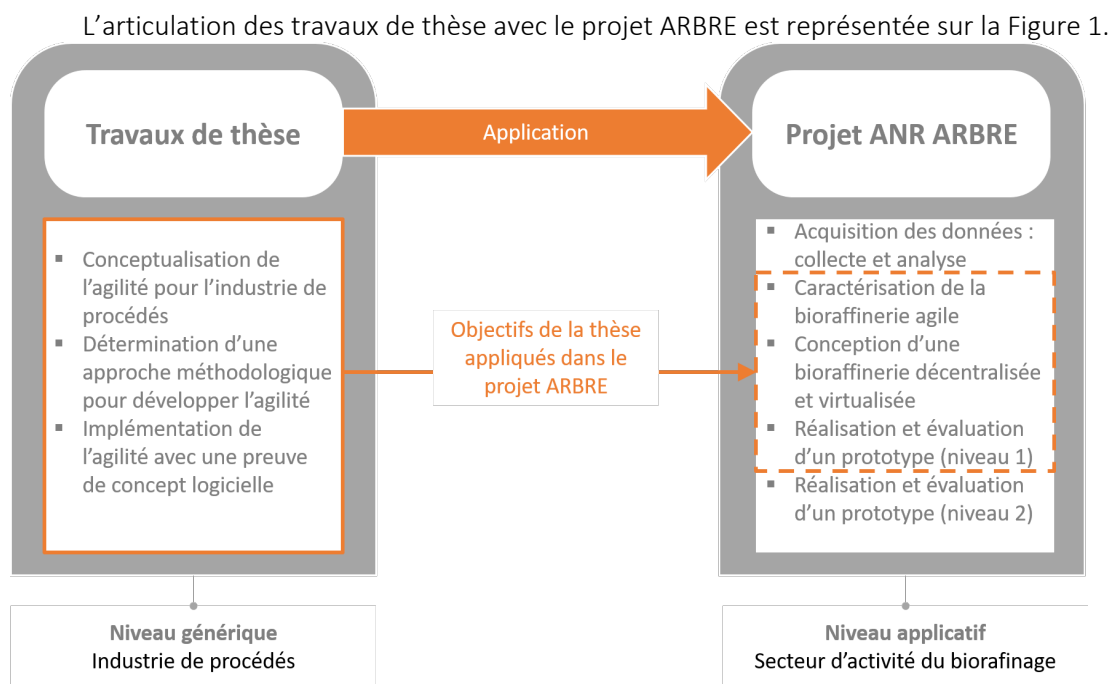 L’articulation des travaux de thèse avec le projet ARBRE est représentée sur la Figure 1.
Travaux de thèse
Application
Projet ANR ARBRE
▪ Conceptualisation de
l’agilité pour l’industrie de
procédés
▪ Détermination d’une
approche méthodologique
pour développer l’agilité
▪ Implémentation de
l’agilité avec une preuve
de concept logicielle
Objectifs de la thèse
appliqués dans le
projet ARBRE
▪ Acquisition des données :
collecte et analyse
▪ Caractérisation de la
bioraffinerie agile
▪ Conception d’une
bioraffinerie décentralisée
et virtualisée
▪ Réalisation et évaluation
d’un prototype (niveau 1)
▪ Réalisation et évaluation
d’un prototype (niveau 2)
Niveau générique
Industrie de procédés
Niveau applicatif
Secteur d’activité du biorafinage